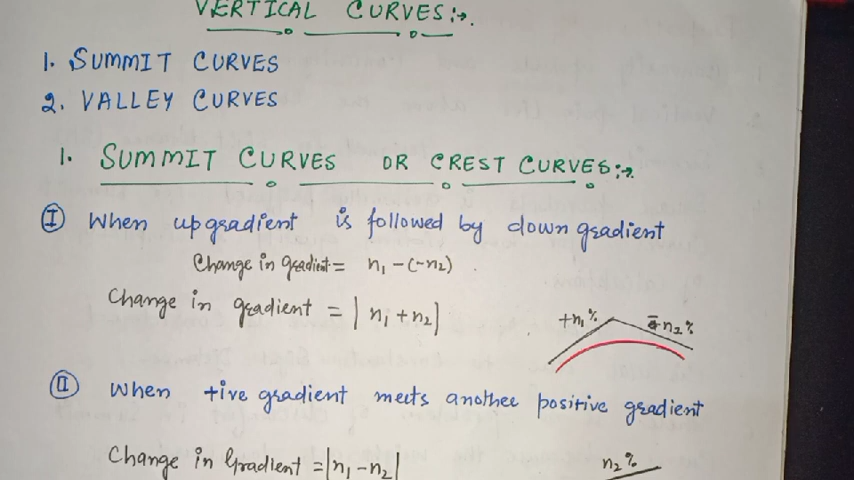 VERTICAL CURVES:→.
1. SUMMIT CURVES
2. VALLEY CURVES
1. SUMMIT CURVES OR CREST CURVES:→
Ⓘ When upgradient is followed by down gradient
Change in gradient = n₁ - (-n₂)
Change in gradient = |n₁ + n₂|
+n₁% -n₂%
Ⓘⓘ When +ive gradient meets another positive gradient
Change in Gradient = |n₁ - n₂|
n₂%